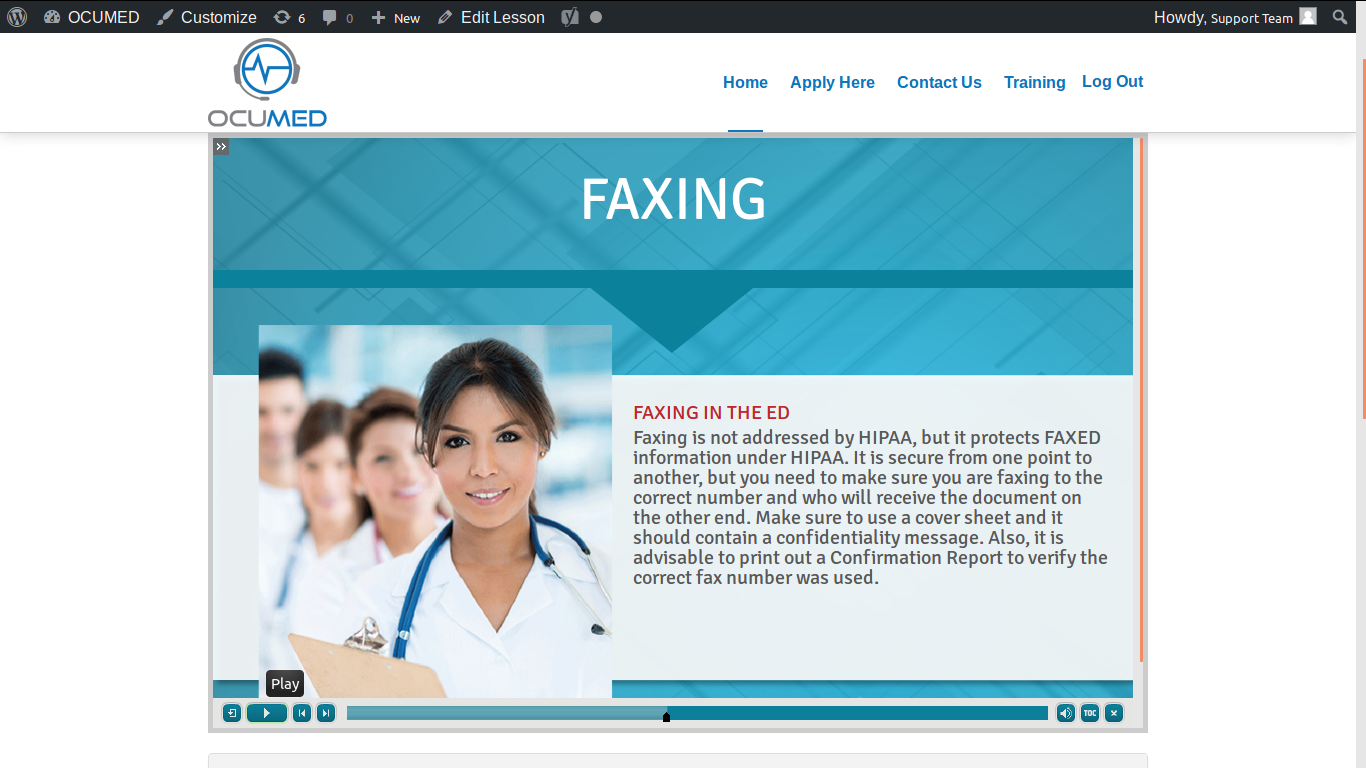 OCUMED Customize 6 0 New Edit Lesson Howdy, Support Team
OCUMED
Home Apply Here Contact Us Training Log Out
FAXING
FAXING IN THE ED
Faxing is not addressed by HIPAA, but it protects FAXED
information under HIPAA. It is secure from one point to
another, but you need to make sure you are faxing to the
correct number and who will receive the document on
the other end. Make sure to use a cover sheet and it
should contain a confidentiality message. Also, it is
advisable to print out a Confirmation Report to verify the
correct fax number was used.
Play
TOC